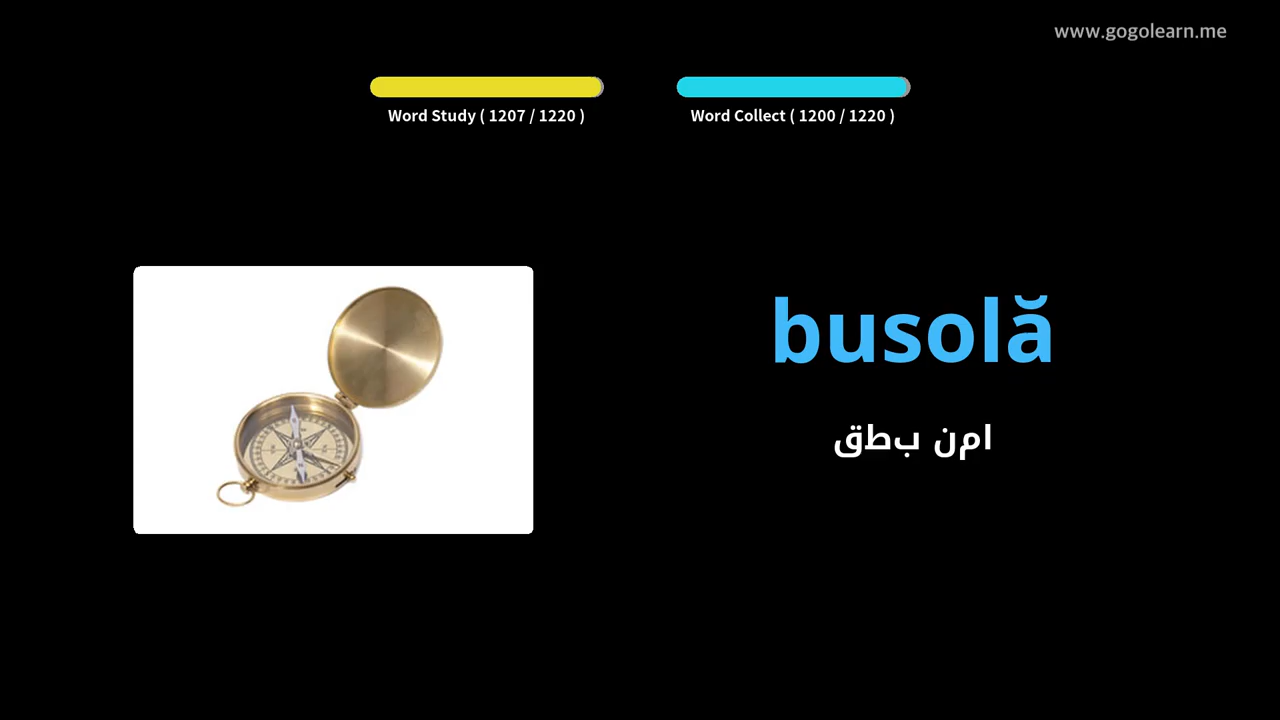 www.gogolearn.me
Word Study ( 1207 / 1220 )
Word Collect ( 1200 / 1220 )
busolă
امن بطق